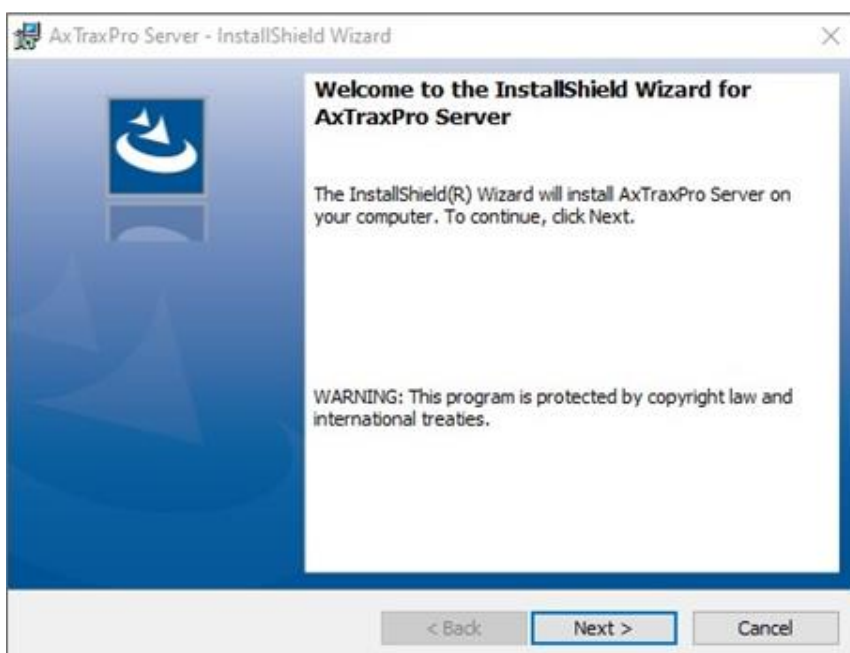 AxTraxPro Server - InstallShield Wizard
Welcome to the InstallShield Wizard for
AxTraxPro Server
The InstallShield(R) Wizard will install AxTraxPro Server on
your computer. To continue, click Next.
WARNING: This program is protected by copyright law and
international treaties.
< Back
Next >
Cancel